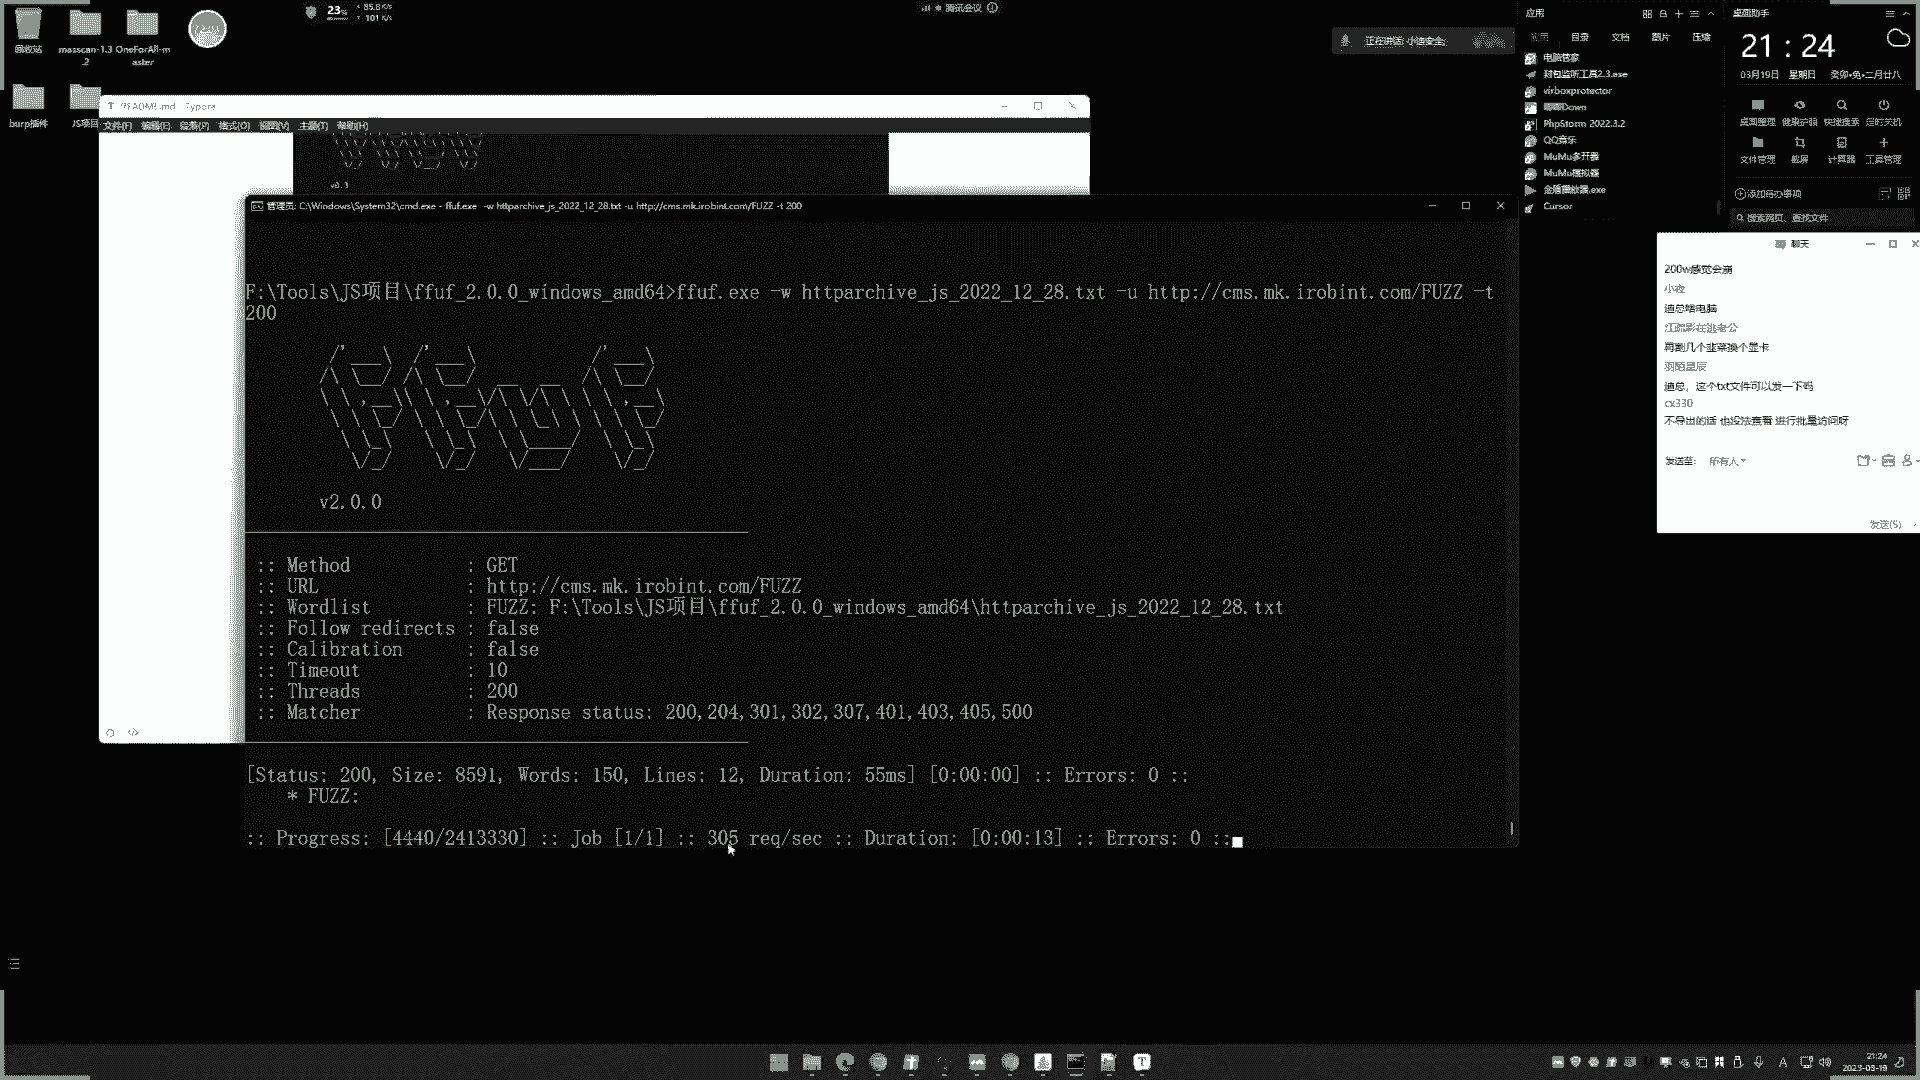 回收站
masscan-1.3.2
OneForAll-master
burp插件
JS项目
23%
85.8 K/s
101 K/s
腾讯会议
正在讲话: 小迪安全;
README.md - Typora
文件(F) 编辑(E) 段落(P) 格式(O) 视图(V) 主题(T) 帮助(H)
管理员: C:\Windows\System32\cmd.exe - ffuf.exe -w httparchive_js_2022_12_28.txt -u http://cms.mk.irobint.com/FUZZ -t 200
F:\Tools\JS项目\ffuf_2.0.0_windows_amd64>ffuf.exe -w httparchive_js_2022_12_28.txt -u http://cms.mk.irobint.com/FUZZ -t
200
v2.0.0
:: Method : GET
:: URL : http://cms.mk.irobint.com/FUZZ
:: Wordlist : FUZZ: F:\Tools\JS项目\ffuf_2.0.0_windows_amd64\httparchive_js_2022_12_28.txt
:: Follow redirects : false
:: Calibration : false
:: Timeout : 10
:: Threads : 200
:: Matcher : Response status: 200,204,301,302,307,401,403,405,500
[Status: 200, Size: 8591, Words: 150, Lines: 12, Duration: 55ms] [0:00:00] :: Errors: 0 ::
* FUZZ:
:: Progress: [4440/2413330] :: Job [1/1] :: 305 req/sec :: Duration: [0:00:13] :: Errors: 0 ::
应用
应用 目录 文档 图片 压缩
电脑管家
封包监听工具2.3.exe
virboxprotector
唧唧Down
PhpStorm 2022.3.2
QQ音乐
MuMu多开器
MuMu模拟器
金盾播放器.exe
Cursor
桌面助手
21 : 24
03月19日 星期日 癸卯•兔•二月廿八
桌面整理 健康护眼 快捷搜索 定时关机
文件管理 截屏 计算器 工具管理
添加待办事项
搜索网页、查找文件
聊天
200w感觉会崩
小夜
迪总啥电脑
江疏影在逃老公
再割几个韭菜换个显卡
羽陌星辰
迪总，这个txt文件可以发一下吗
cx330
不导出的话 也没法查看 进行批量访问呀
发送至: 所有人
发送(S)
21:24
2023-03-19